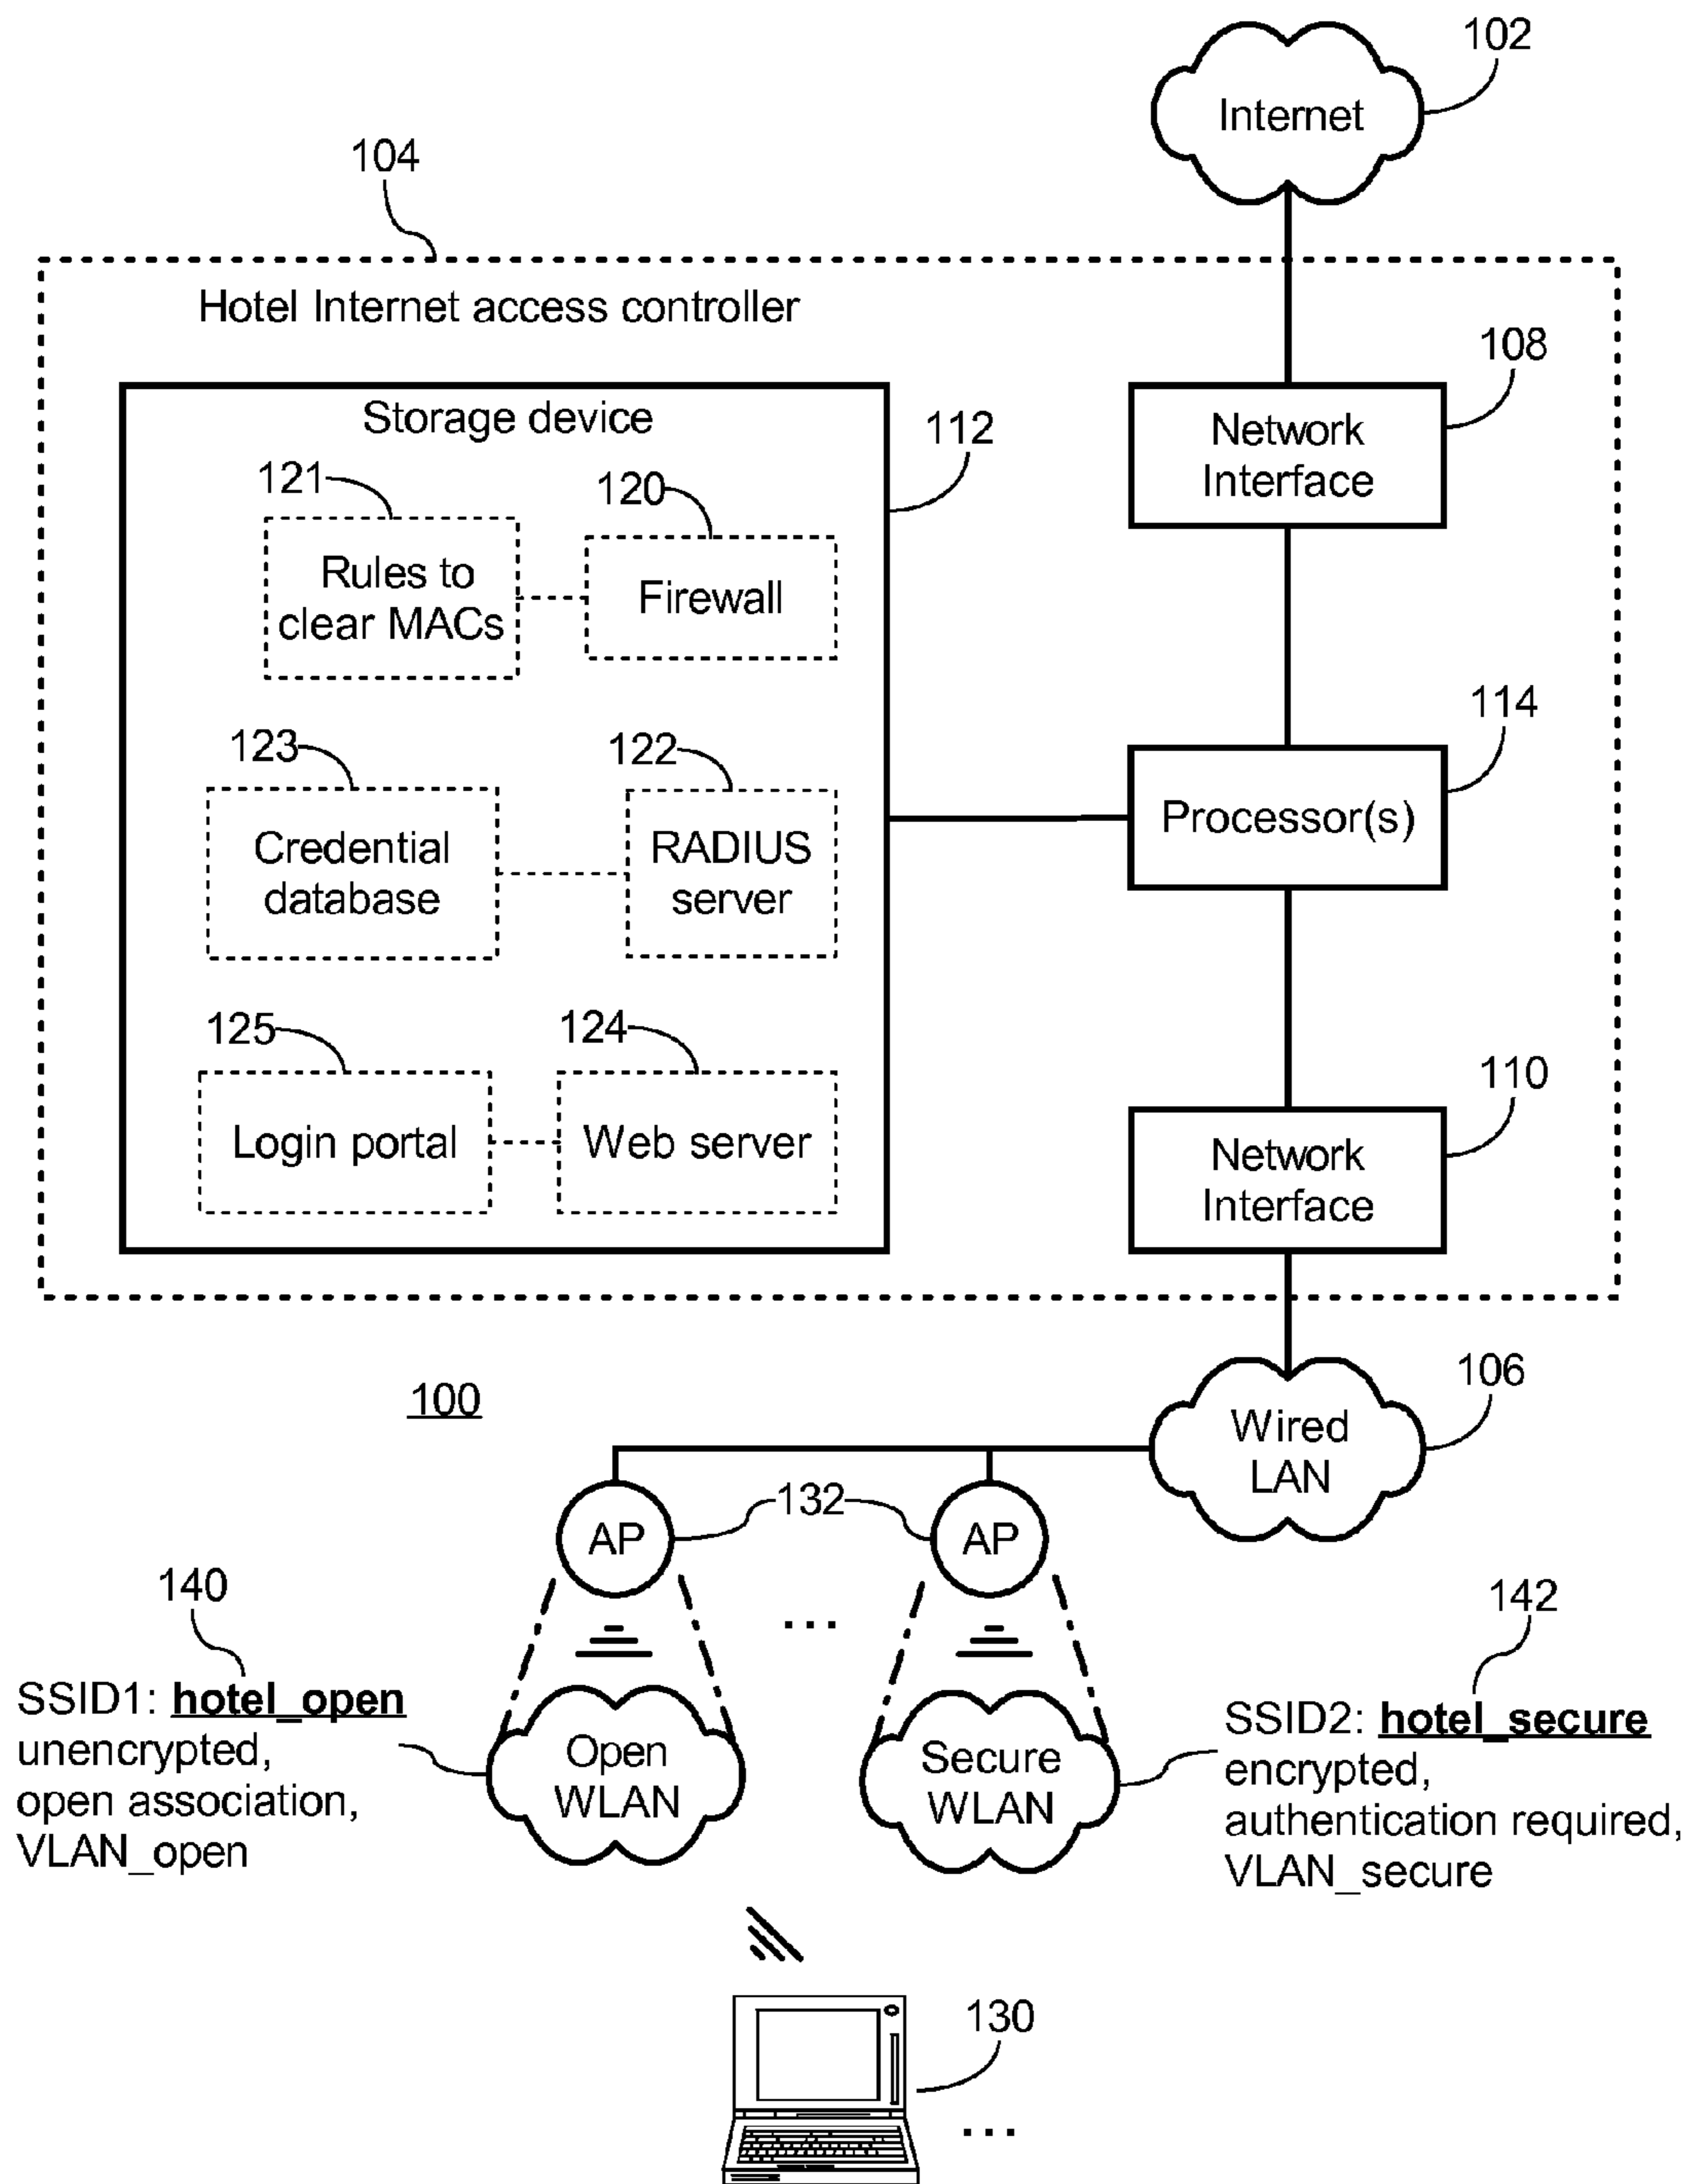 102
Internet
104
Hotel Internet access controller
108
Network
Interface
Storage device
112
121
120
Rules to
clear MACs
Firewall
114
Processor(s)
123
122
Credential
database
RADIUS
server
125
124
Login portal
Web server
110
Network
Interface
106
Wired
LAN
100
132
AP
AP
...
140
142
SSID1: hotel_open
unencrypted,
open association,
VLAN_open
Open
WLAN
Secure
WLAN
SSID2: hotel_secure
encrypted,
authentication required,
VLAN_secure
130
...